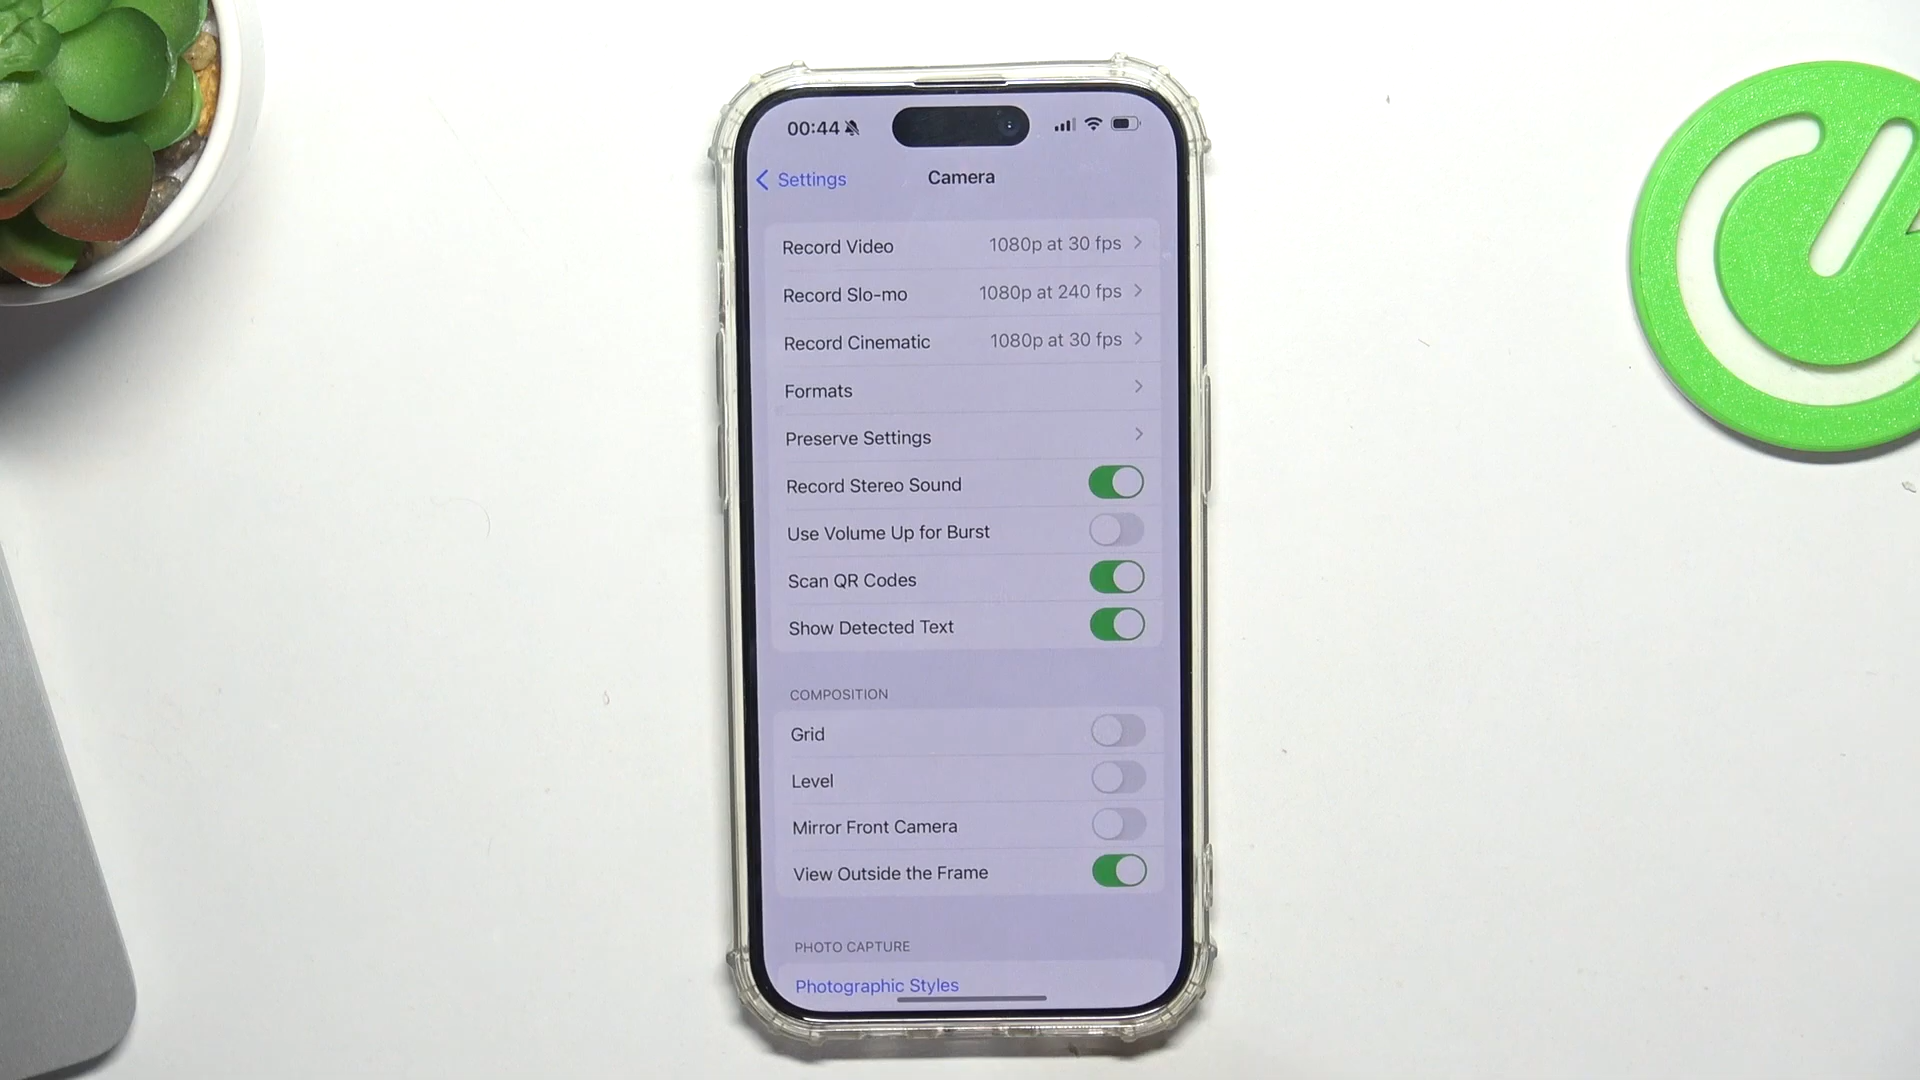 00:44
Settings
Camera
Record Video 1080p at 30 fps
Record Slo-mo 1080p at 240 fps
Record Cinematic 1080p at 30 fps
Formats
Preserve Settings
Record Stereo Sound
Use Volume Up for Burst
Scan QR Codes
Show Detected Text
COMPOSITION
Grid
Level
Mirror Front Camera
View Outside the Frame
PHOTO CAPTURE
Photographic Styles